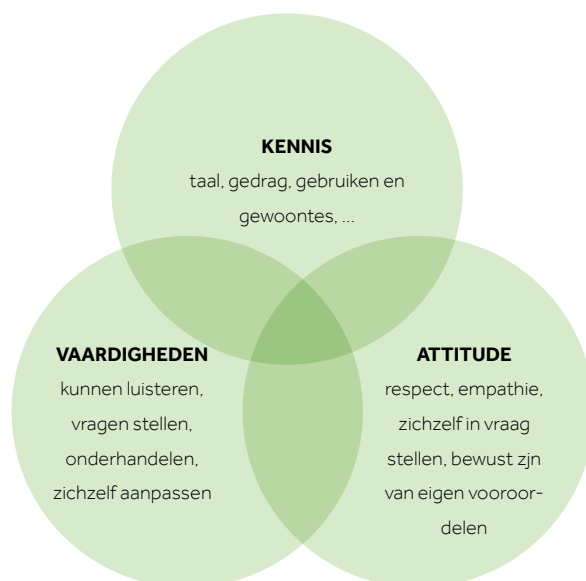 KENNIS
taal, gedrag, gebruiken en
gewoontes, ...
VAARDIGHEDEN
kunnen luisteren,
vragen stellen,
onderhandelen,
zichzelf aanpassen
ATTITUDE
respect, empathie,
zichzelf in vraag
stellen, bewust zjn
van eigen vooroor-
delen